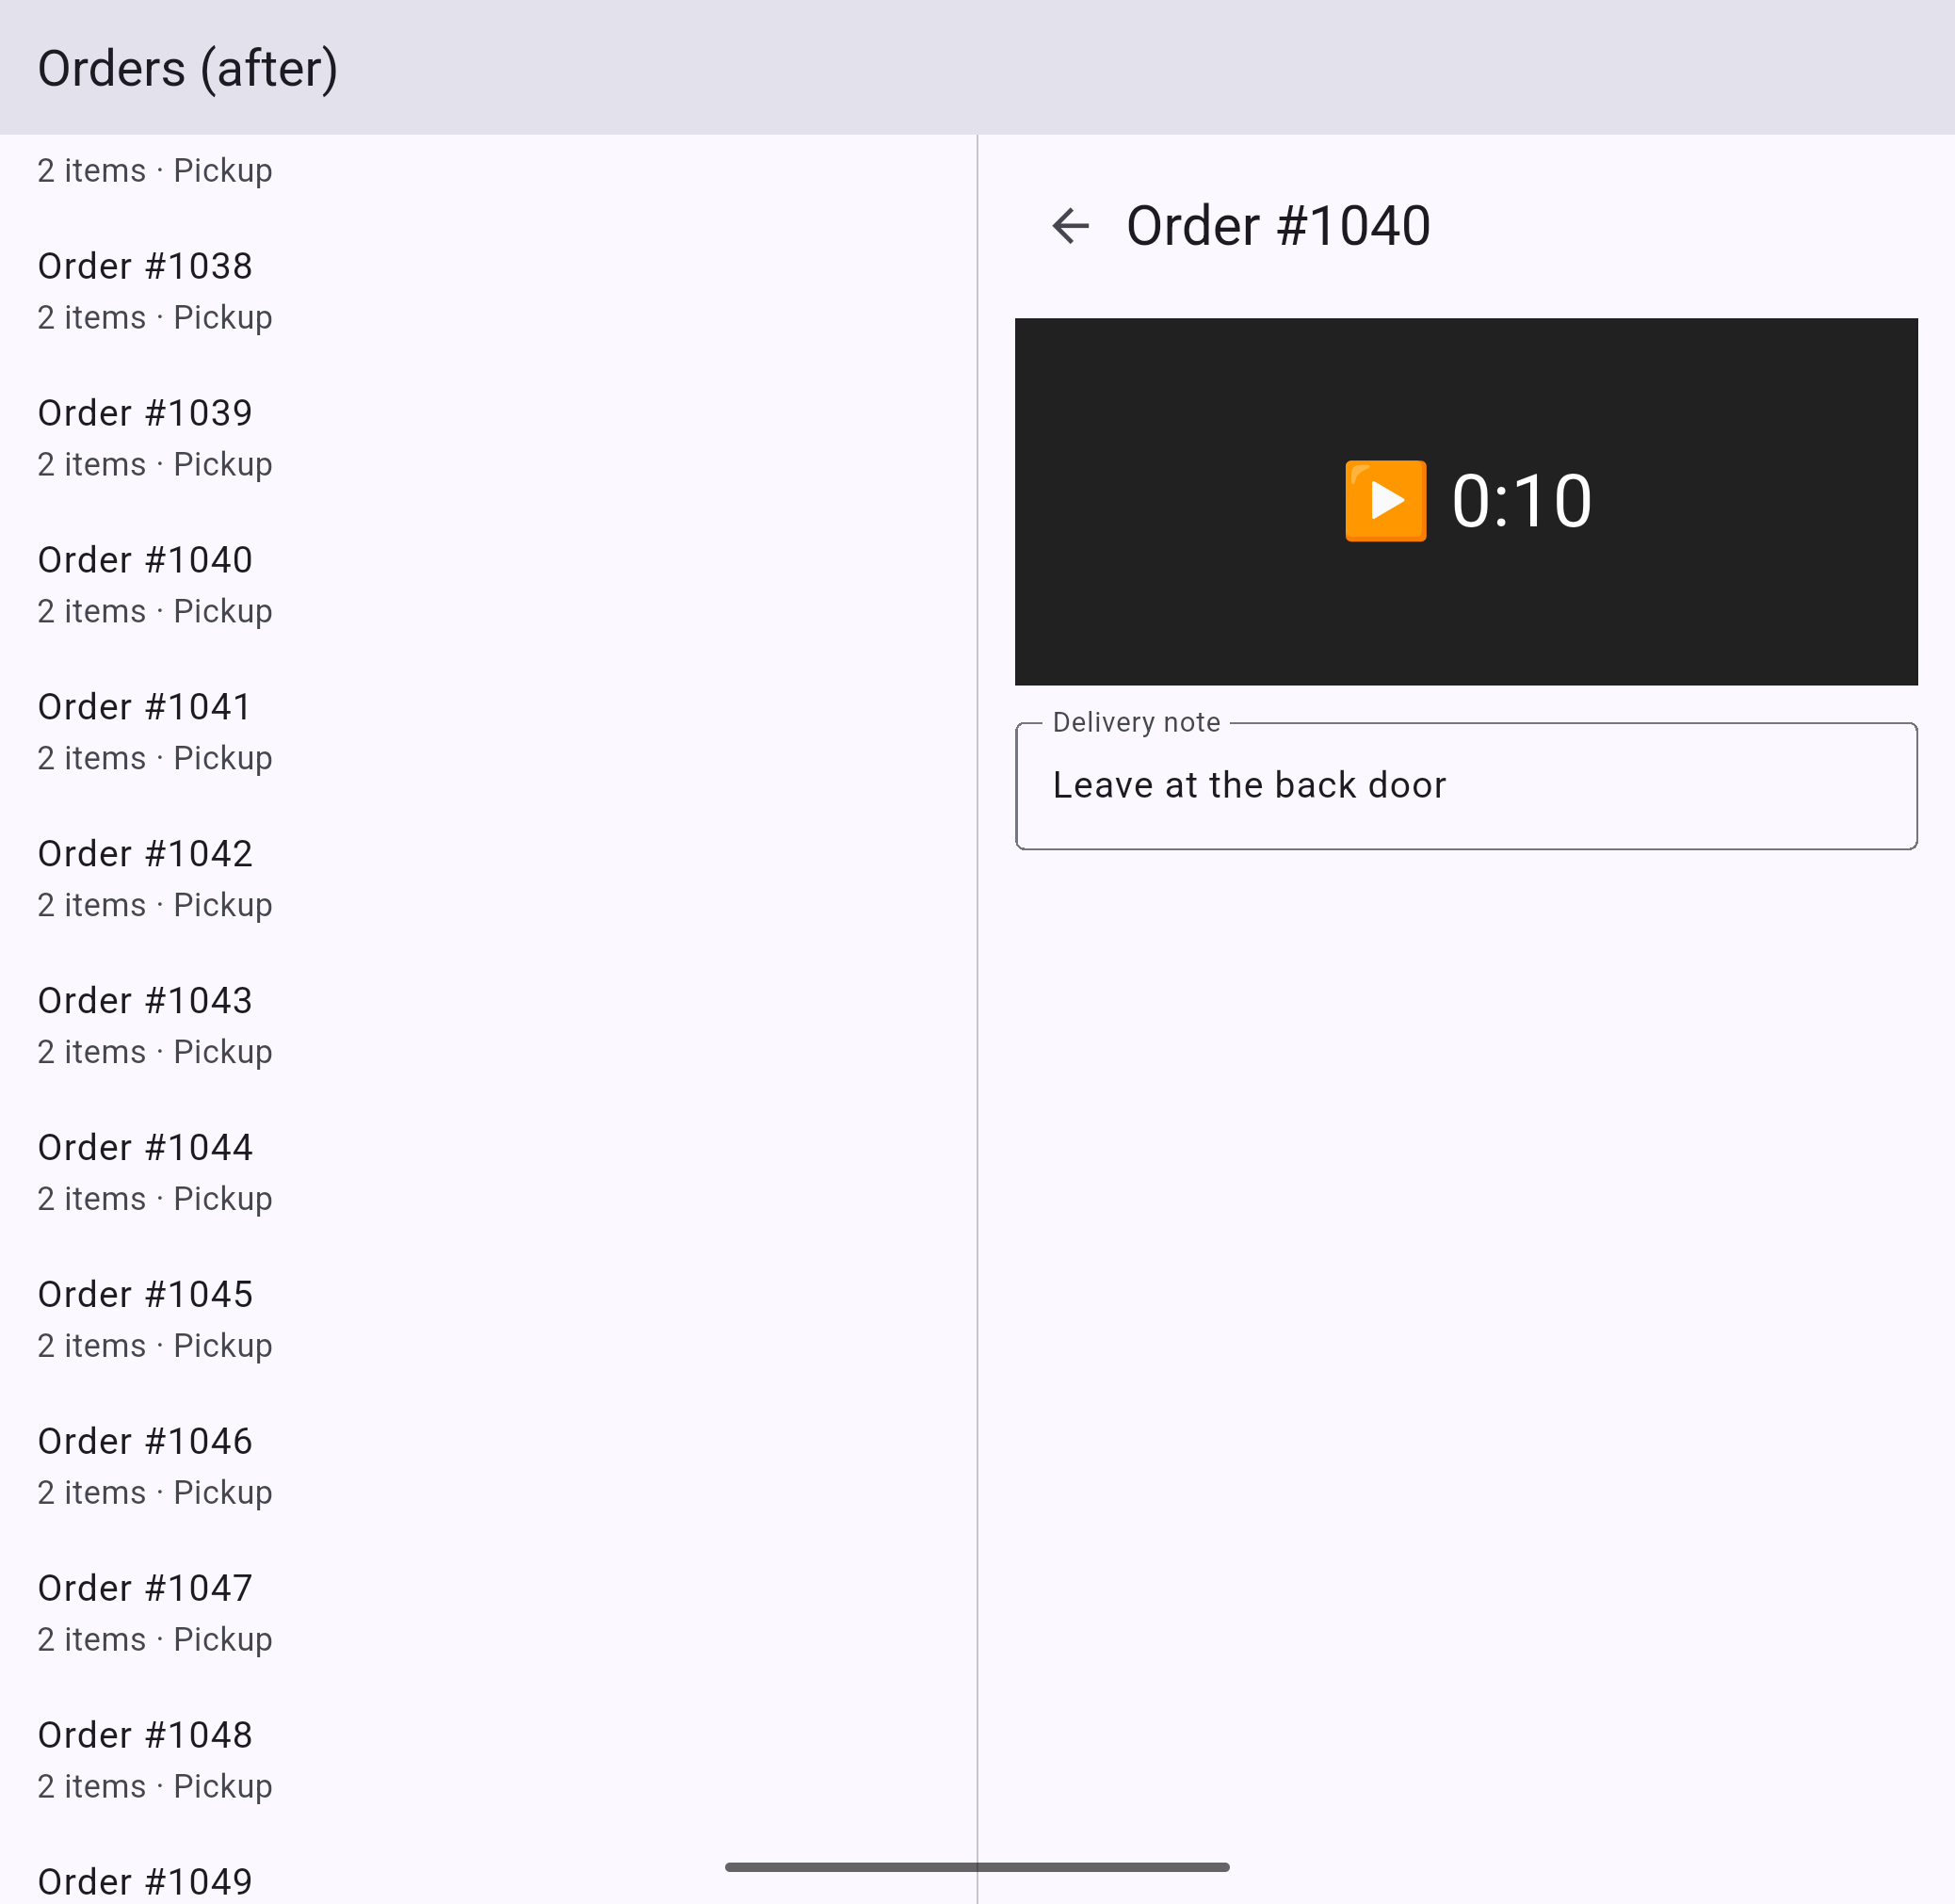 Orders (after)
2 items · Pickup
Order #1038
2 items · Pickup
Order #1039
2 items · Pickup
Order #1040
2 items · Pickup
Order #1041
2 items · Pickup
Order #1042
2 items · Pickup
Order #1043
2 items · Pickup
Order #1044
2 items · Pickup
Order #1045
2 items · Pickup
Order #1046
2 items · Pickup
Order #1047
2 items · Pickup
Order #1048
2 items · Pickup
Order #1049
Order #1040
0:10
Delivery note
Leave at the back door